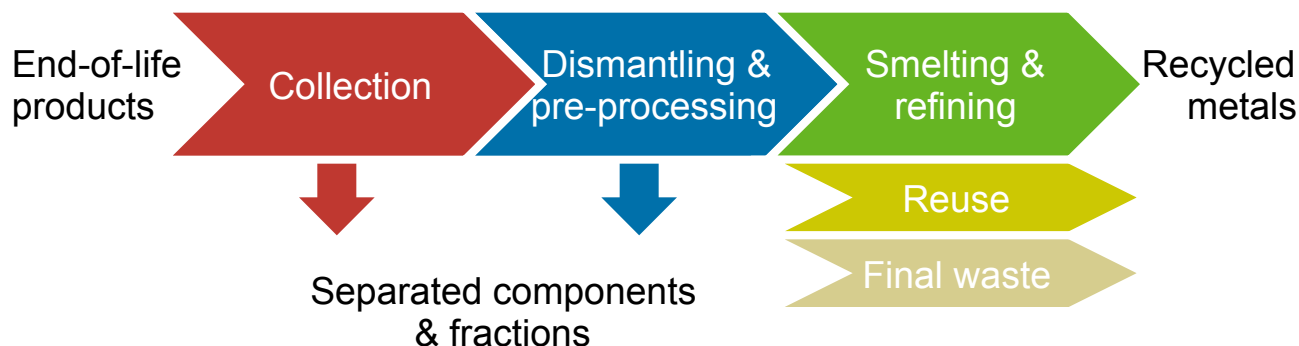 End-of-life
products
Collection
Dismantling &
pre-processing
Smelting &
refining
Recycled
metals
Reuse
Final waste
Separated components
& fractions